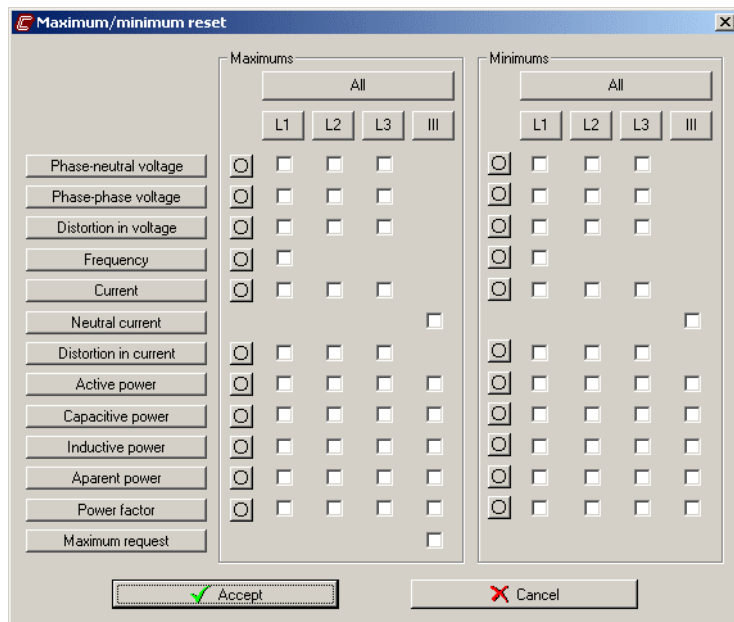 Maximum/minimum reset
Maximums
Minimums
All
All
L1 L2 L3 III
L1 L2 L3 III
Phase-neutral voltage
Phase-phase voltage
Distortion in voltage
Frequency
Current
Neutral current
Distortion in current
Active power
Capacitive power
Inductive power
Aparent power
Power factor
Maximum request
Accept
Cancel